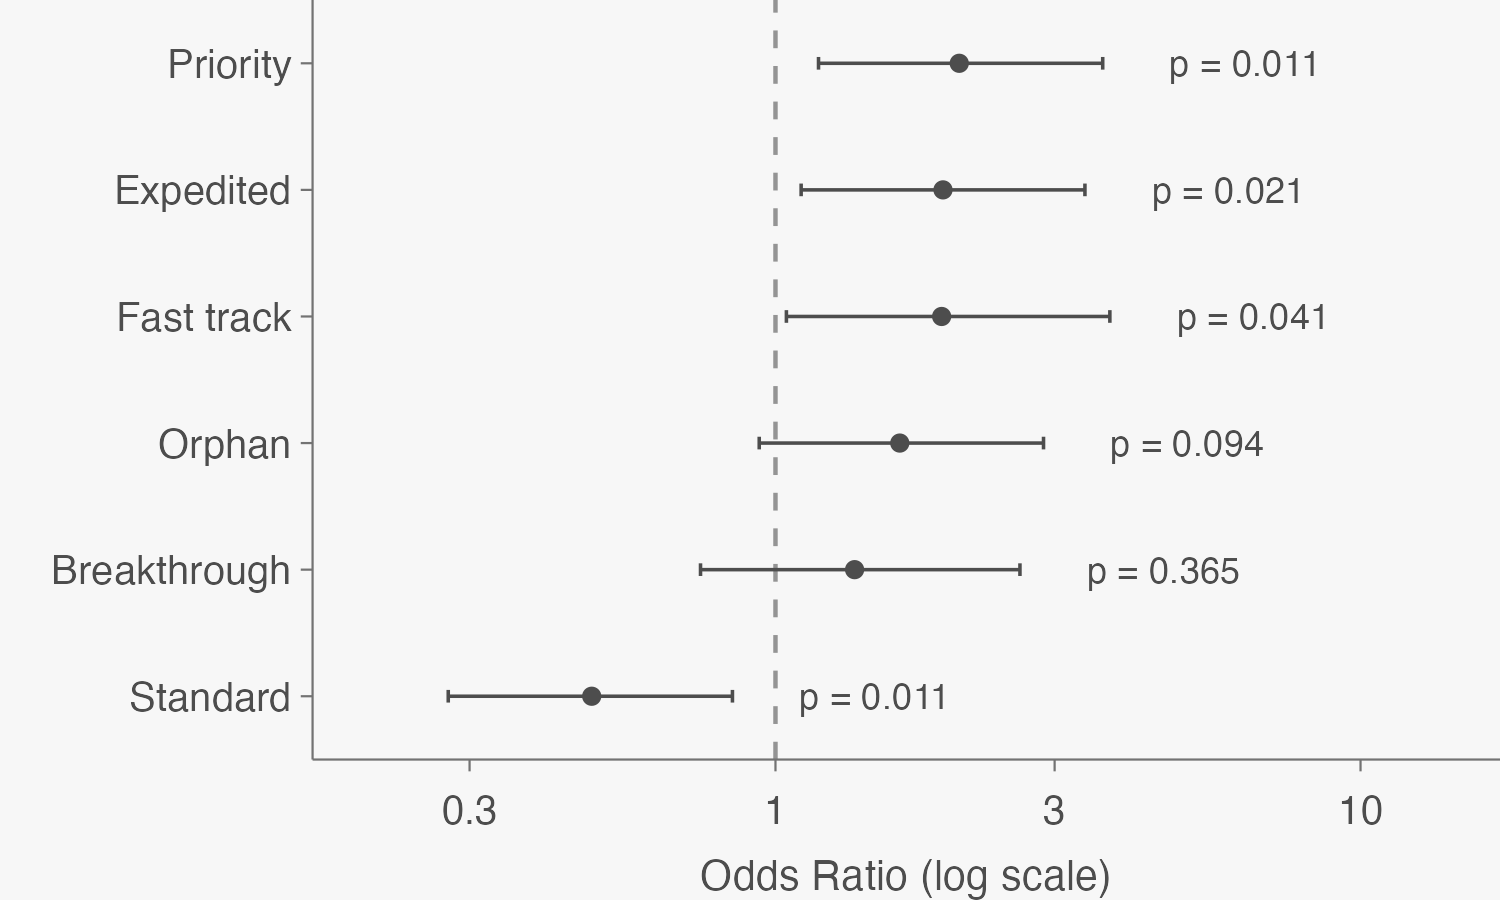 Priority p = 0.011
Expedited p = 0.021
Fast track p = 0.041
Orphan p = 0.094
Breakthrough p = 0.365
Standard p = 0.011
0.3 1 3 10
Odds Ratio (log scale)